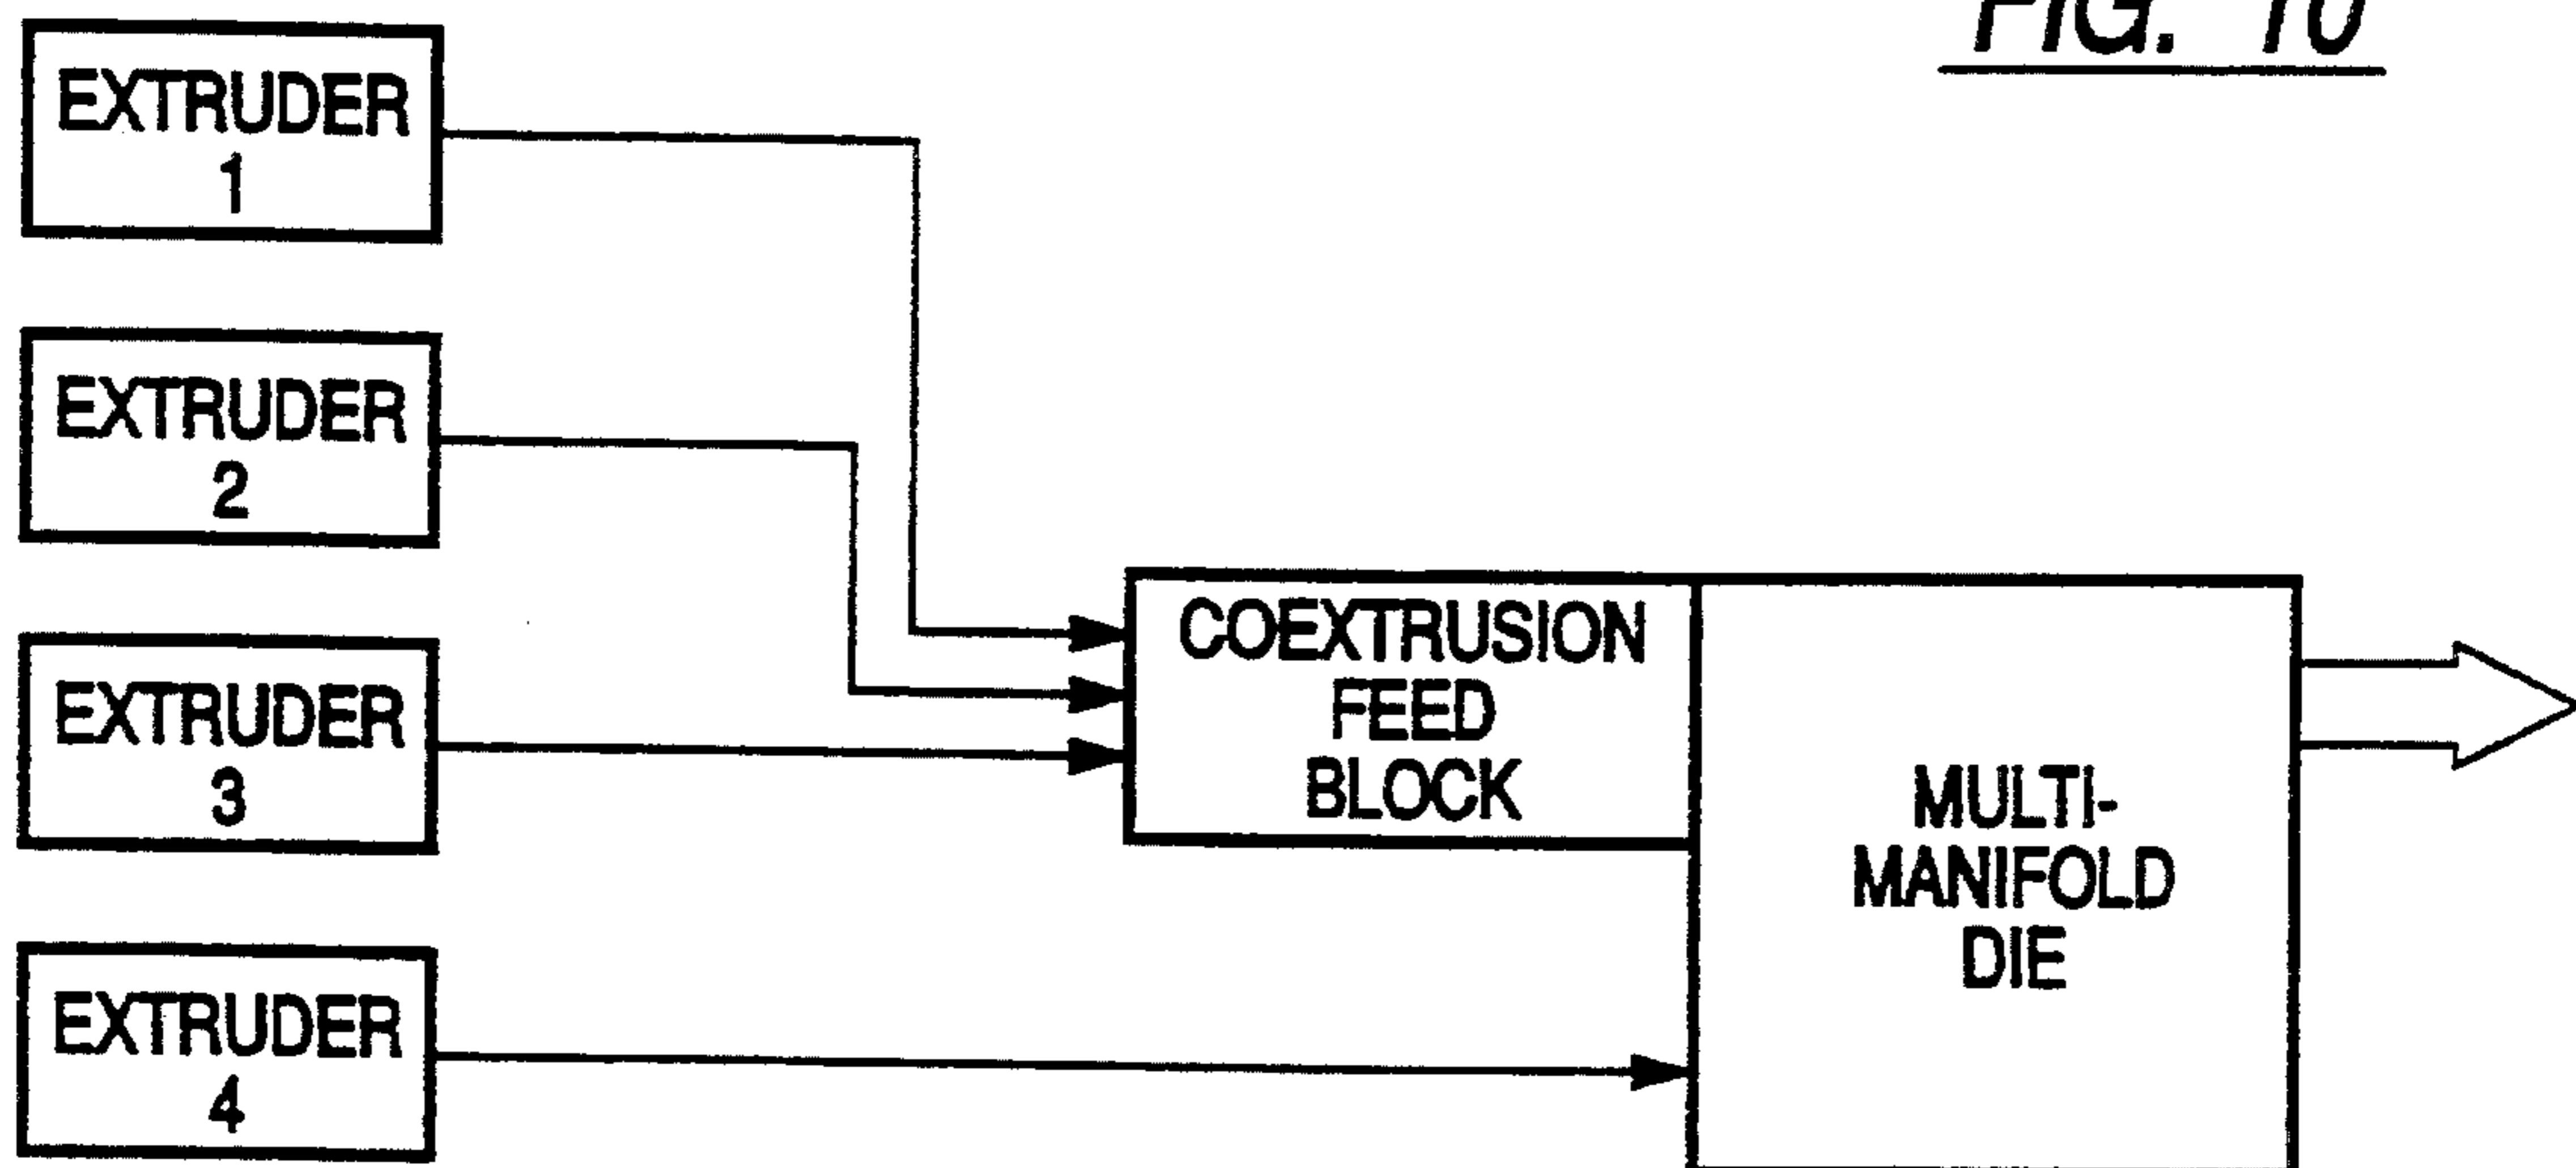 FIG. 10
EXTRUDER
1
EXTRUDER
2
EXTRUDER
3
EXTRUDER
4
COEXTRUSION
FEED
BLOCK
MULTI-
MANIFOLD
DIE